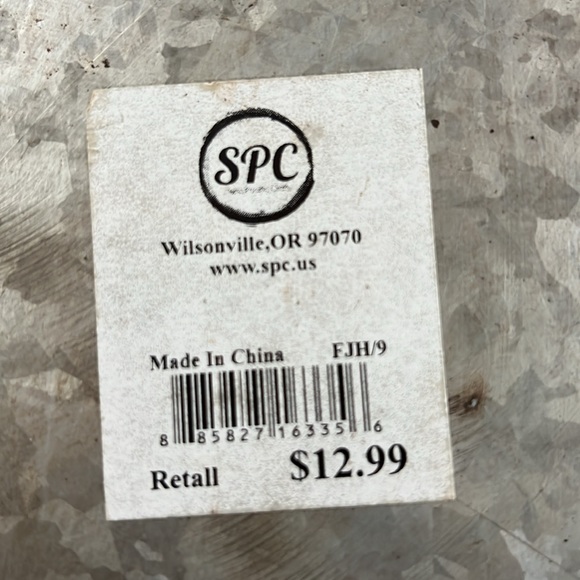 SPC
Wilsonville,OR 97070
www.spc.us
Made In China FJH/9
8 85827 16335 6
Retall $12.99